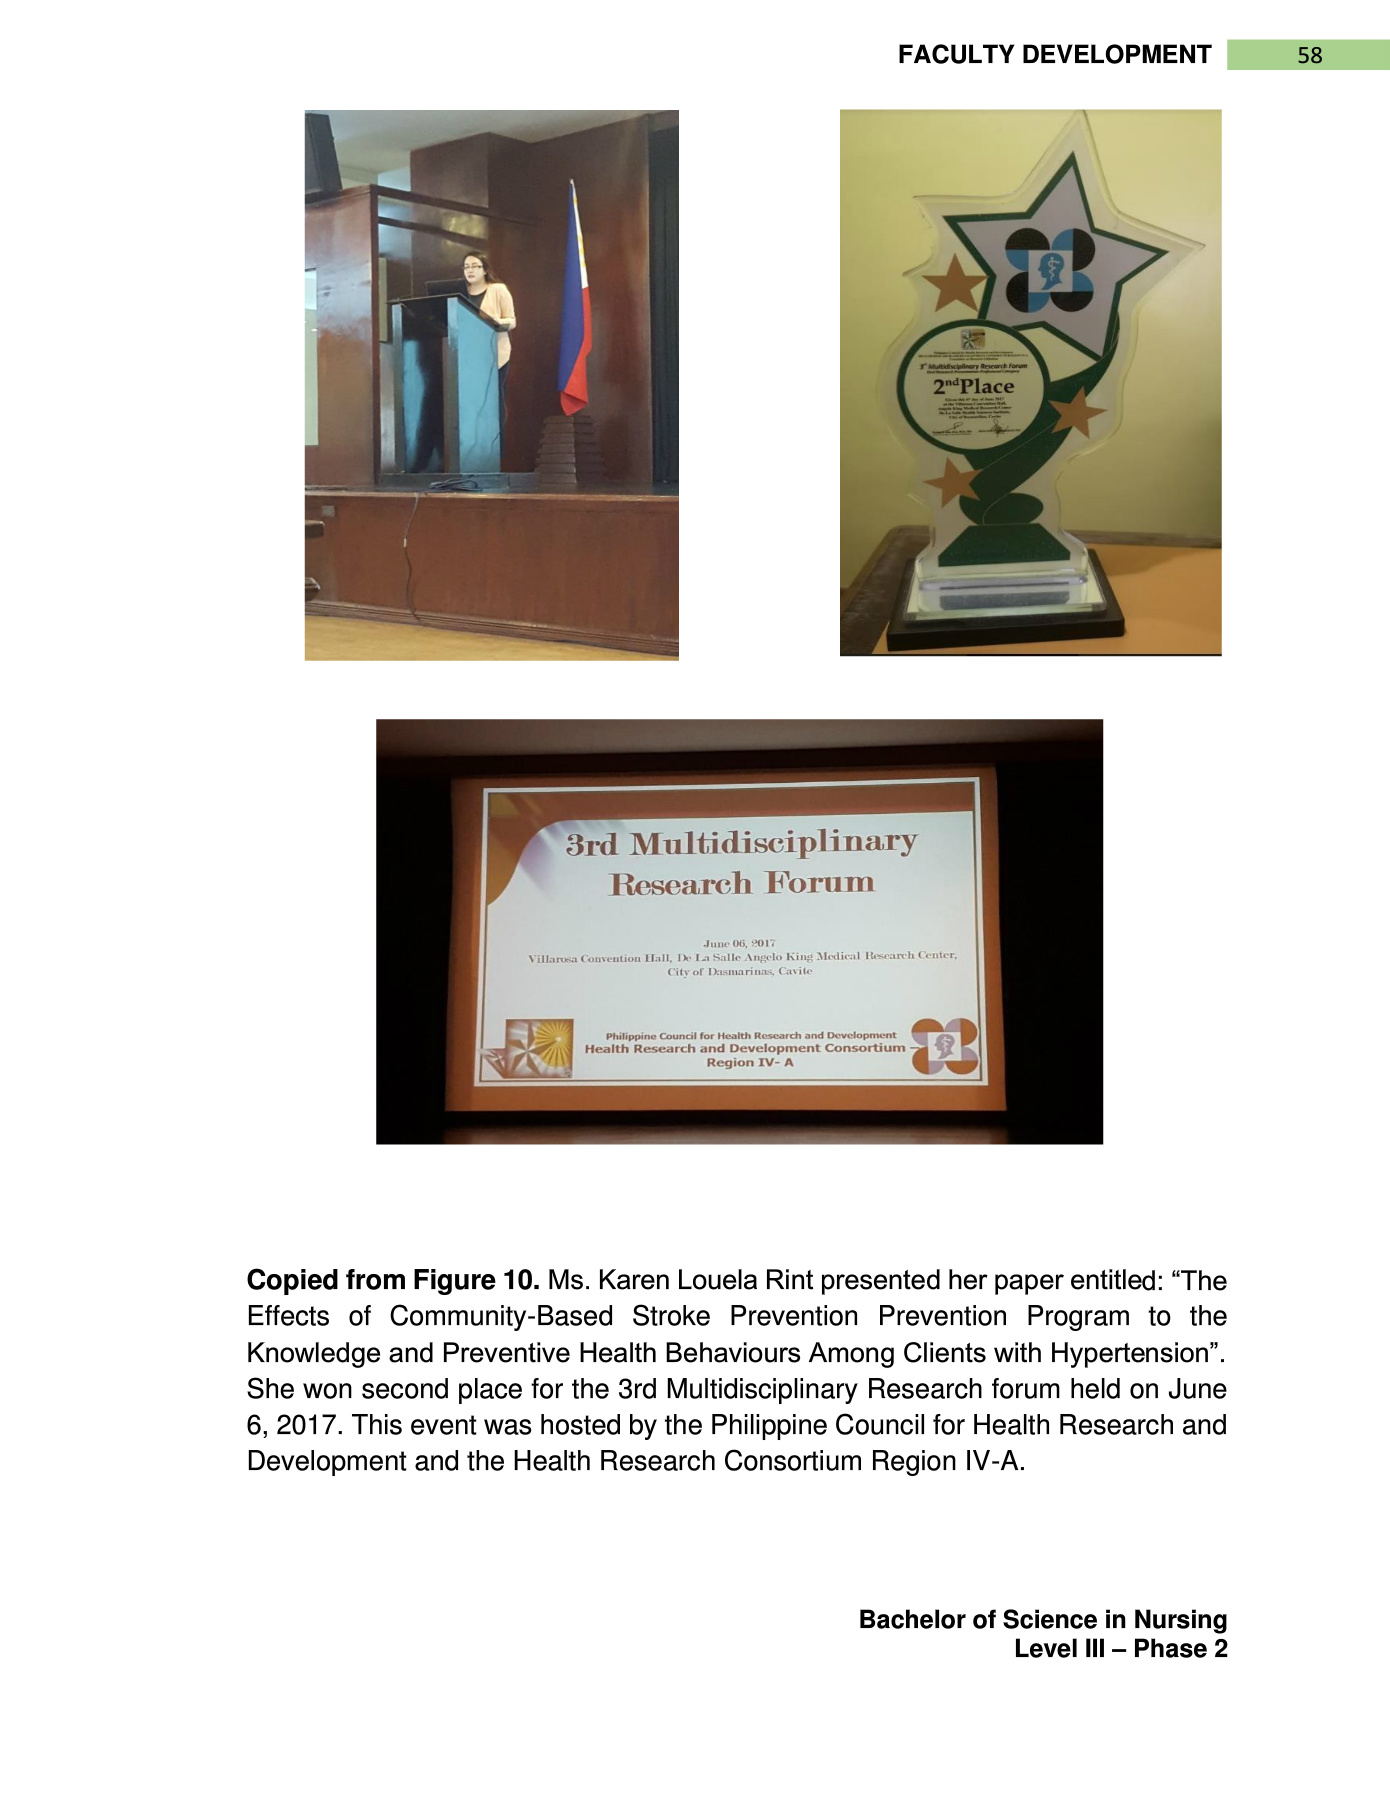 FACULTY DEVELOPMENT 58
3rd Multidisciplinary Research Forum
2nd Place
3rd Multidisciplinary
Research Forum
June 06, 2017
Villarosa Convention Hall, De La Salle Angelo King Medical Research Center,
City of Dasmarinas, Cavite
Philippine Council for Health Research and Development
Health Research and Development Consortium –
Region IV- A
Copied from Figure 10. Ms. Karen Louela Rint presented her paper entitled: “The
Effects of Community-Based Stroke Prevention Prevention Program to the
Knowledge and Preventive Health Behaviours Among Clients with Hypertension”.
She won second place for the 3rd Multidisciplinary Research forum held on June
6, 2017. This event was hosted by the Philippine Council for Health Research and
Development and the Health Research Consortium Region IV-A.
Bachelor of Science in Nursing
Level III – Phase 2